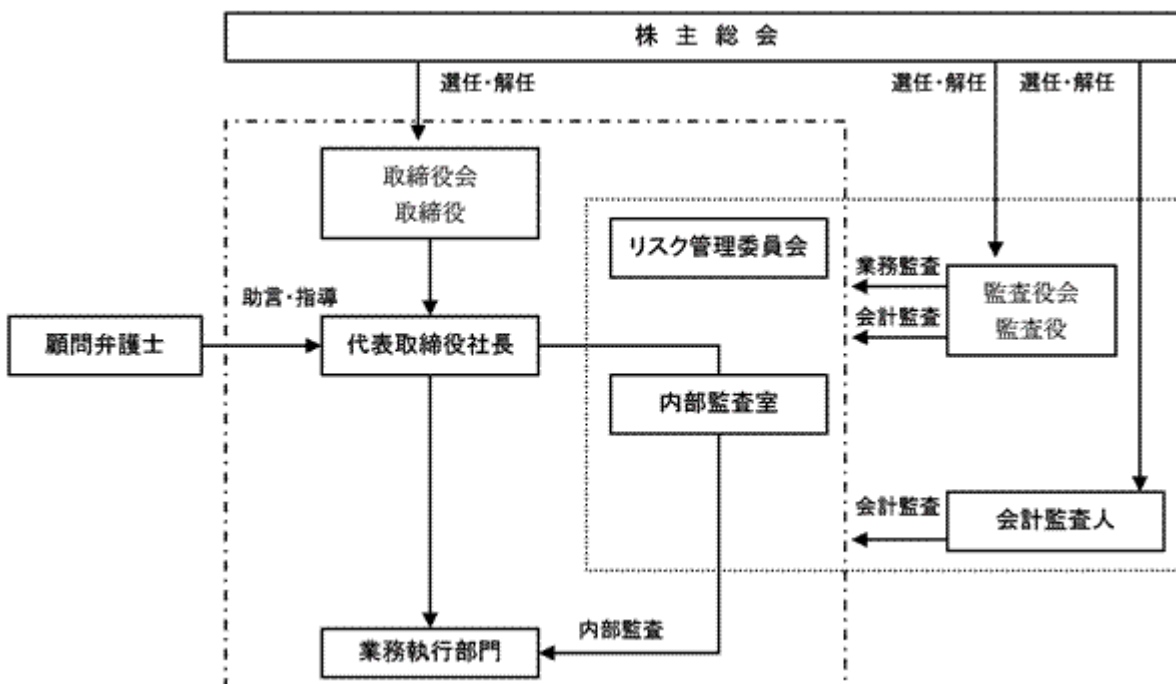 株主総会
選任・解任
選任・解任
選任・解任
取締役会
取締役
リスク管理委員会
業務監査
監査役会
監査役
助言・指導
会計監査
顧問弁護士
代表取締役社長
内部監査室
会計監査
会計監査人
内部監査
業務執行部門